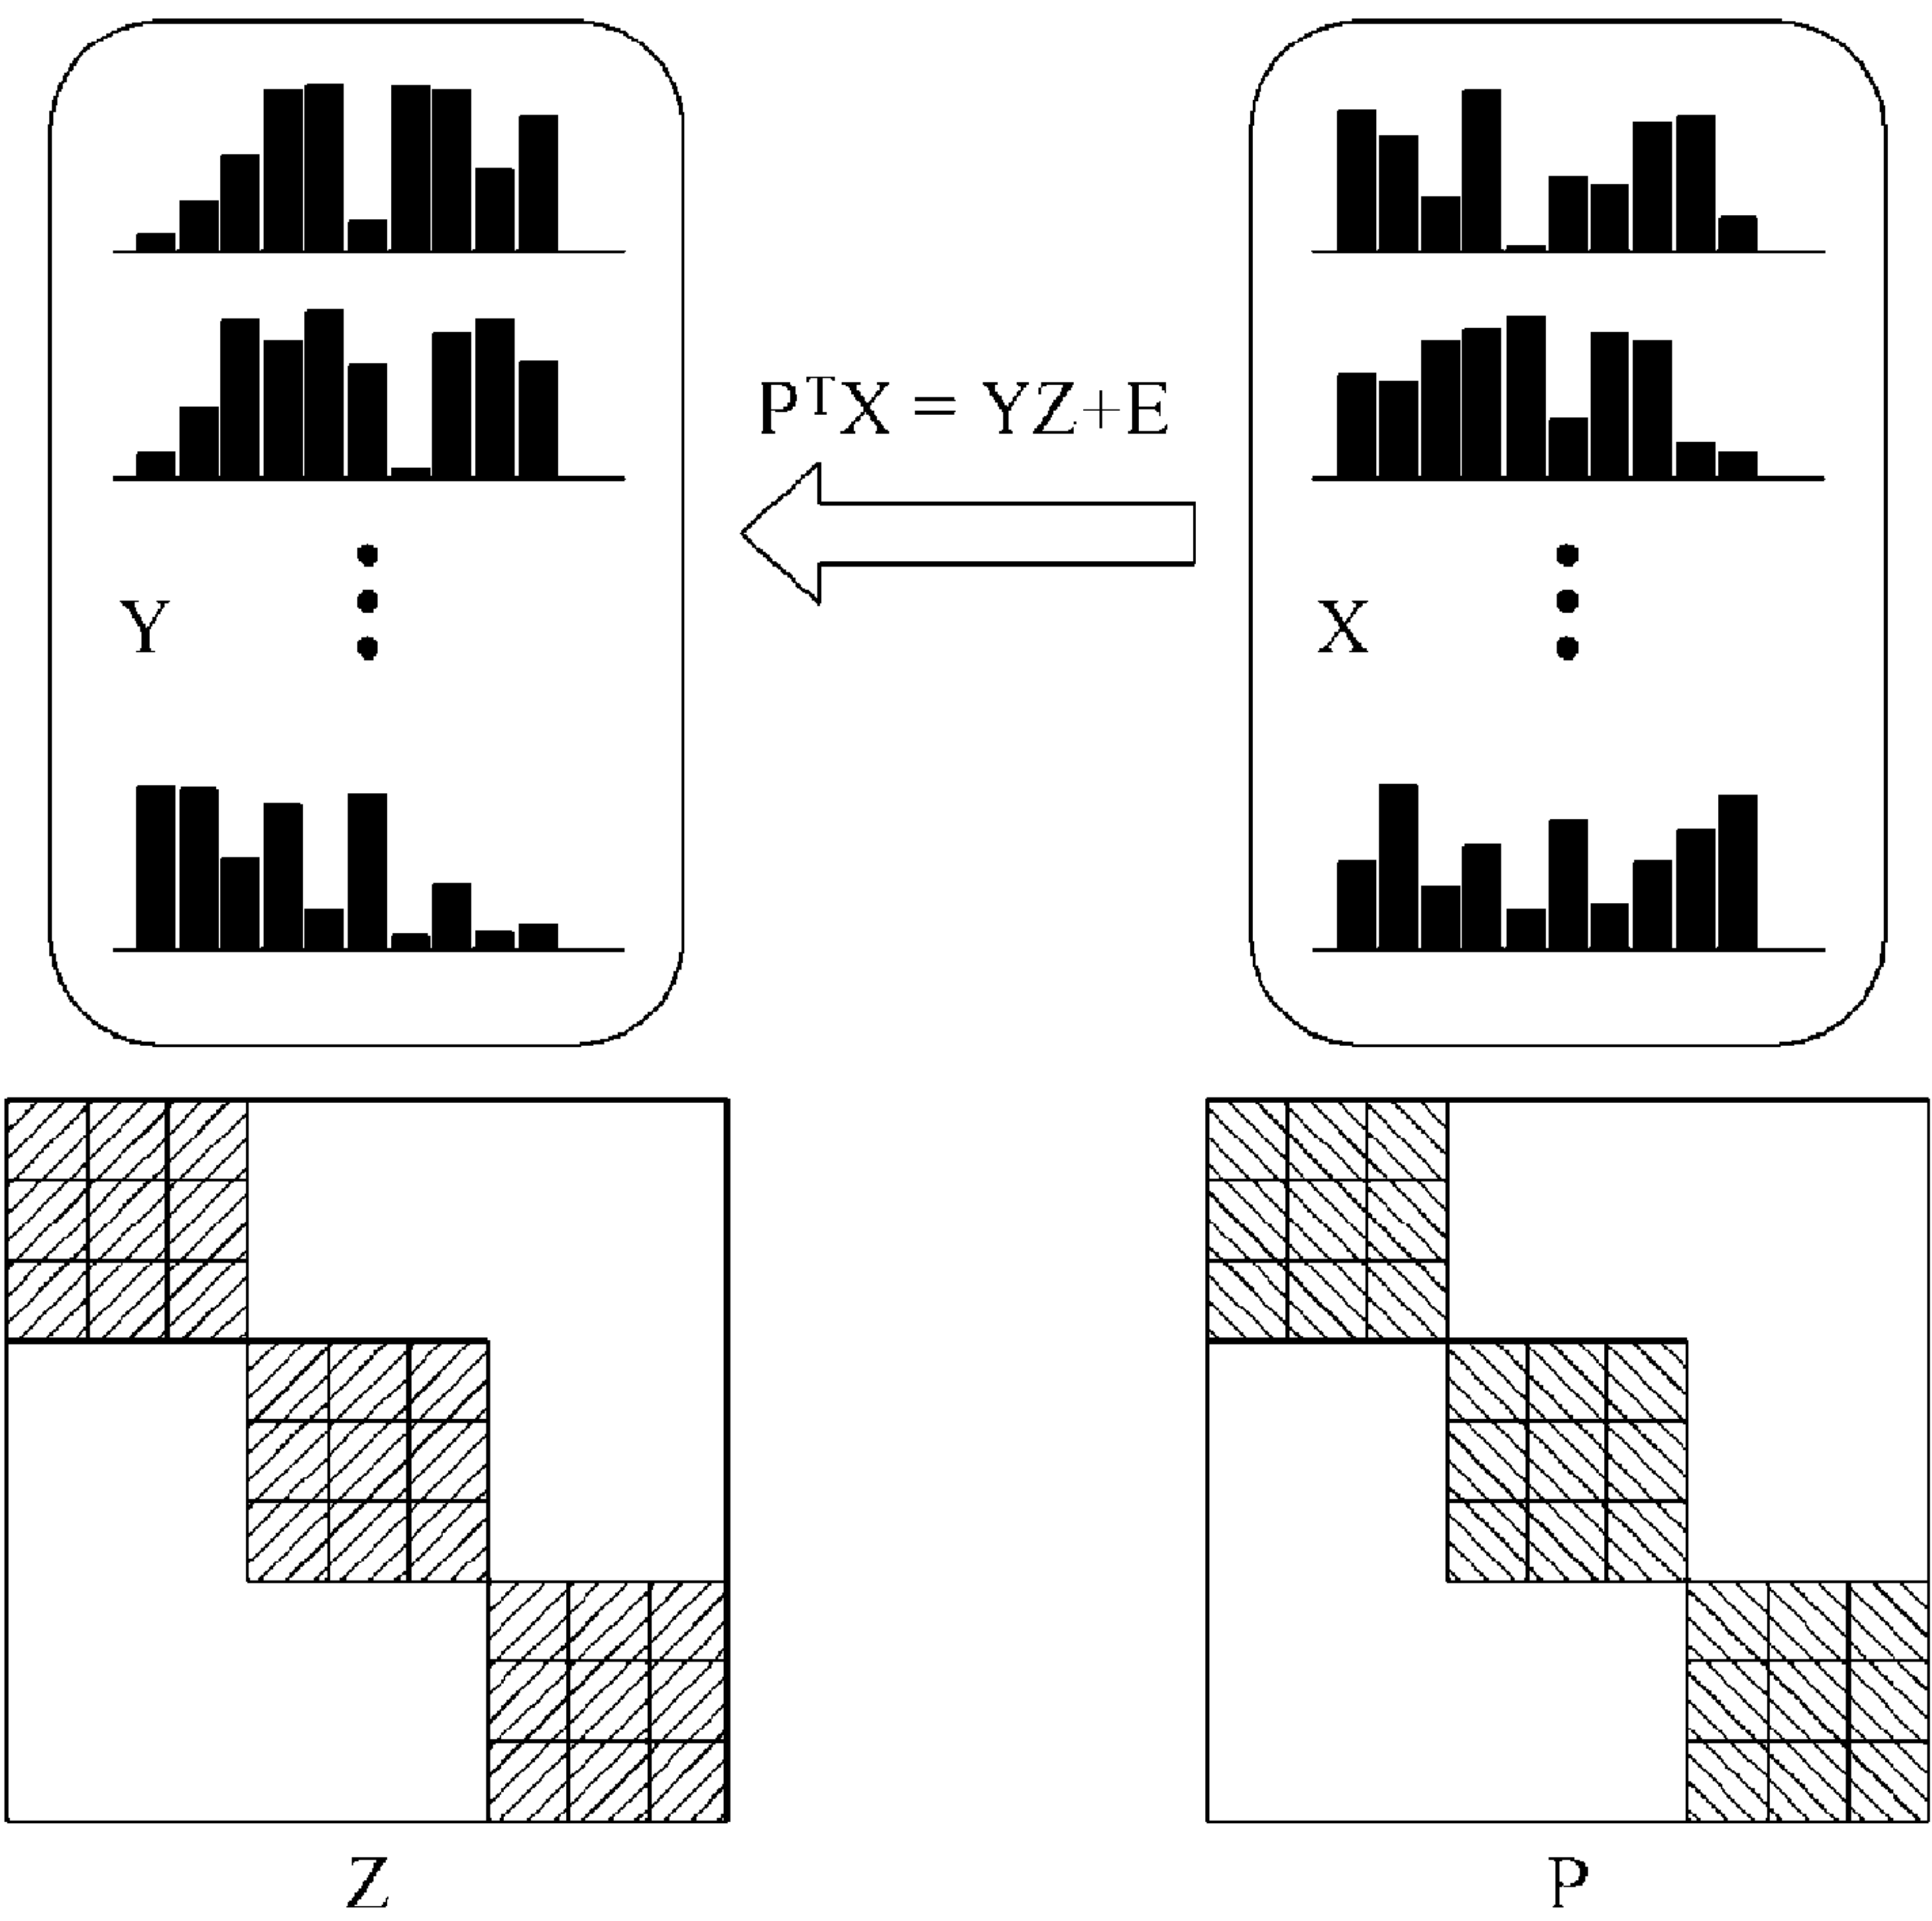 PᵀX = YZ+E
Y
X
Z
P